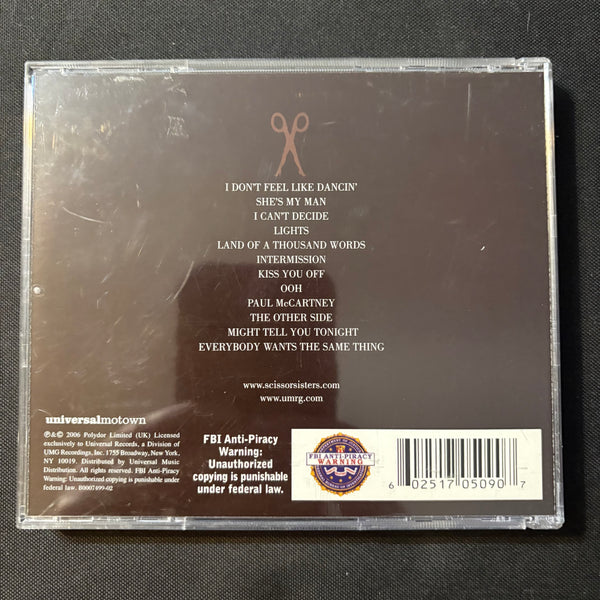 I DON'T FEEL LIKE DANCIN'
SHE'S MY MAN
I CAN'T DECIDE
LIGHTS
LAND OF A THOUSAND WORDS
INTERMISSION
KISS YOU OFF
OOH
PAUL McCARTNEY
THE OTHER SIDE
MIGHT TELL YOU TONIGHT
EVERYBODY WANTS THE SAME THING
www.scissorsisters.com
www.umrg.com
universalmotown
℗&© 2006 Polydor Limited (UK) Licensed
exclusively to Universal Records, a Division of
UMG Recordings, Inc. 1755 Broadway, New York,
NY 10019. Distributed by Universal Music
Distribution. All rights reserved. FBI Anti-Piracy
Warning: Unauthorized copying is punishable under
federal law. B0007499-02
FBI Anti-Piracy
Warning:
Unauthorized
copying is punishable
under federal law.
FBI ANTI-PIRACY
WARNING
6 02517 05090 7